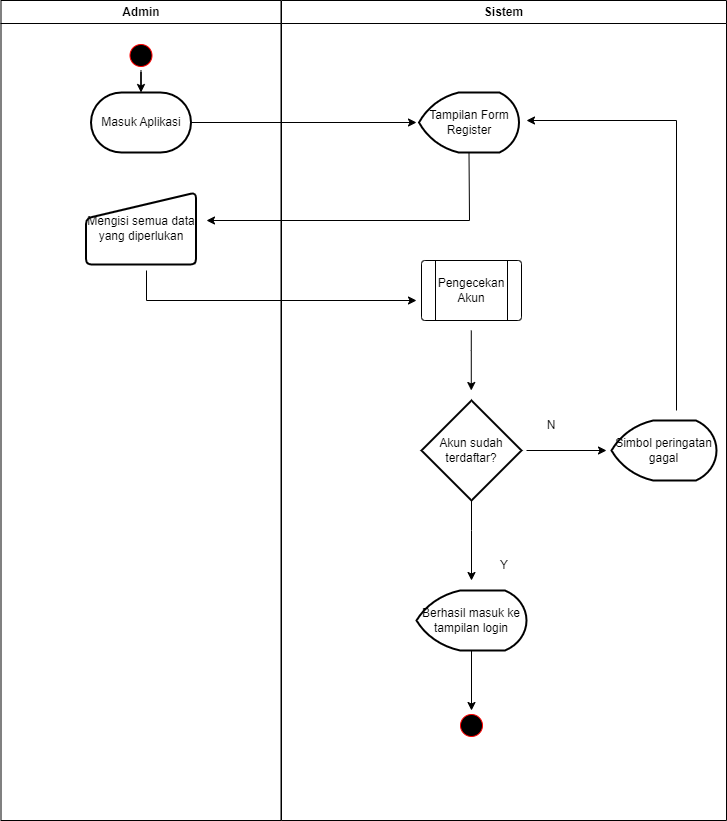 Admin
Sistem
Masuk Aplikasi
Tampilan Form
Register
Mengisi semua data
yang diperlukan
Pengecekan
Akun
Akun sudah
terdaftar?
N
Simbol peringatan
gagal
Y
Berhasil masuk ke
tampilan login